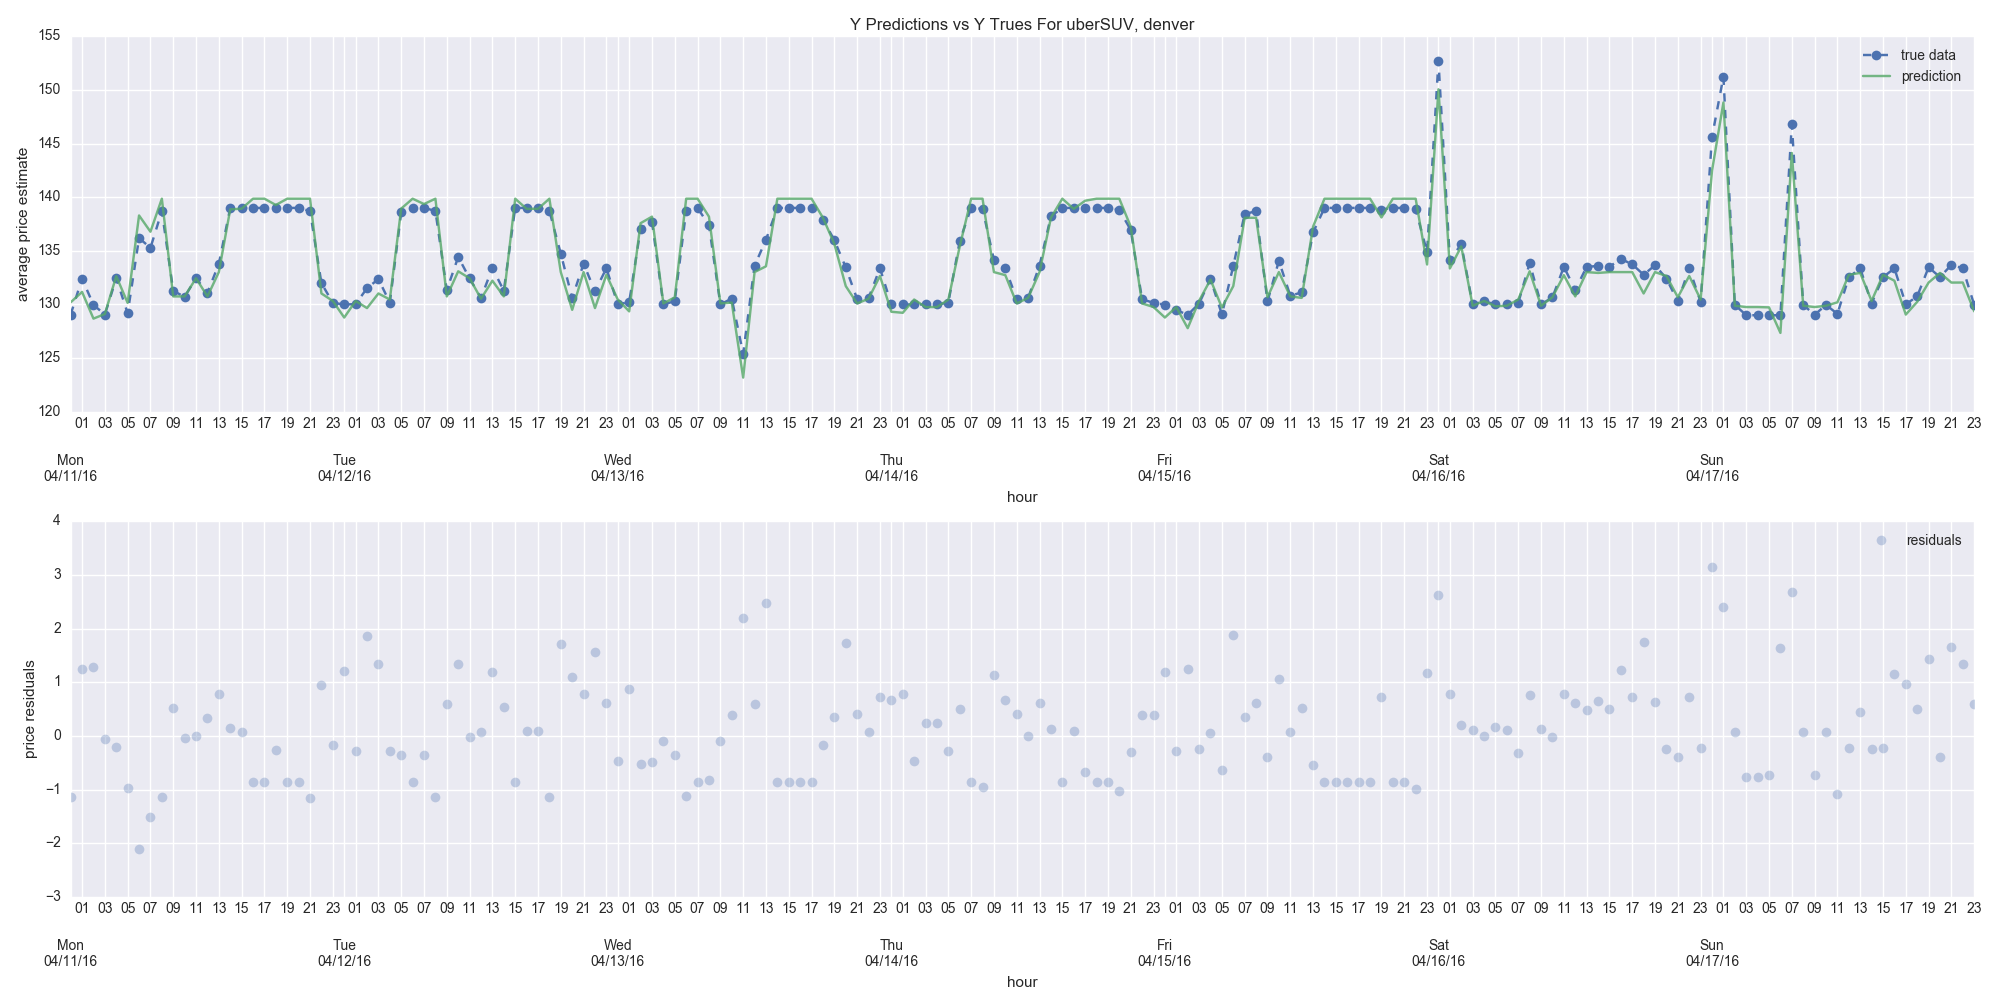 Y Predictions vs Y Trues For uberSUV, denver
155
150
145
140
135
130
125
120
average price estimate
true data
prediction
01 03 05 07 09 11 13 15 17 19 21 23 01 03 05 07 09 11 13 15 17 19 21 23 01 03 05 07 09 11 13 15 17 19 21 23 01 03 05 07 09 11 13 15 17 19 21 23 01 03 05 07 09 11 13 15 17 19 21 23 01 03 05 07 09 11 13 15 17 19 21 23 01 03 05 07 09 11 13 15 17 19 21 23
Mon Tue Wed Thu Fri Sat Sun
04/11/16 04/12/16 04/13/16 04/14/16 04/15/16 04/16/16 04/17/16
hour
4
3
2
1
0
−1
−2
−3
price residuals
residuals
01 03 05 07 09 11 13 15 17 19 21 23 01 03 05 07 09 11 13 15 17 19 21 23 01 03 05 07 09 11 13 15 17 19 21 23 01 03 05 07 09 11 13 15 17 19 21 23 01 03 05 07 09 11 13 15 17 19 21 23 01 03 05 07 09 11 13 15 17 19 21 23 01 03 05 07 09 11 13 15 17 19 21 23
Mon Tue Wed Thu Fri Sat Sun
04/11/16 04/12/16 04/13/16 04/14/16 04/15/16 04/16/16 04/17/16
hour